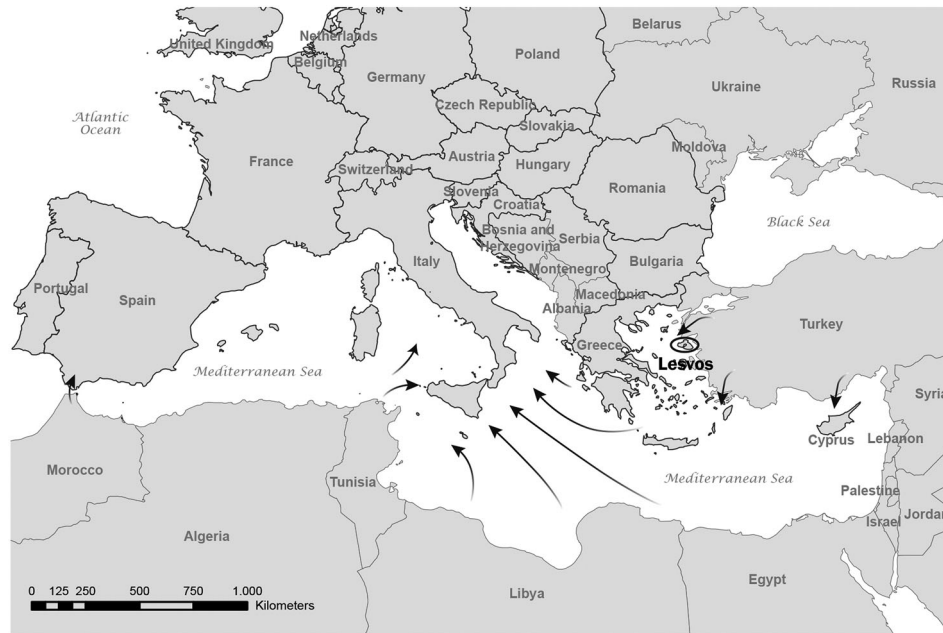 Belarus
United Kingdom
Netherlands
Belgium
Germany
Poland
Ukraine
Russia
Atlantic
Ocean
Czech Republic
Slovakia
France
Switzerland
Austria
Hungary
Moldova
Slovenia
Croatia
Romania
Bosnia and
Herzegovina
Serbia
Black Sea
Italy
Montenegro
Bulgaria
Portugal
Spain
Macedonia
Albania
Turkey
Greece
Lesvos
Mediterranean Sea
Syria
Cyprus
Lebanon
Morocco
Tunisia
Mediterranean Sea
Palestine
Jordan
Israel
Algeria
Egypt
Libya
0 125 250 500 750 1.000
Kilometers